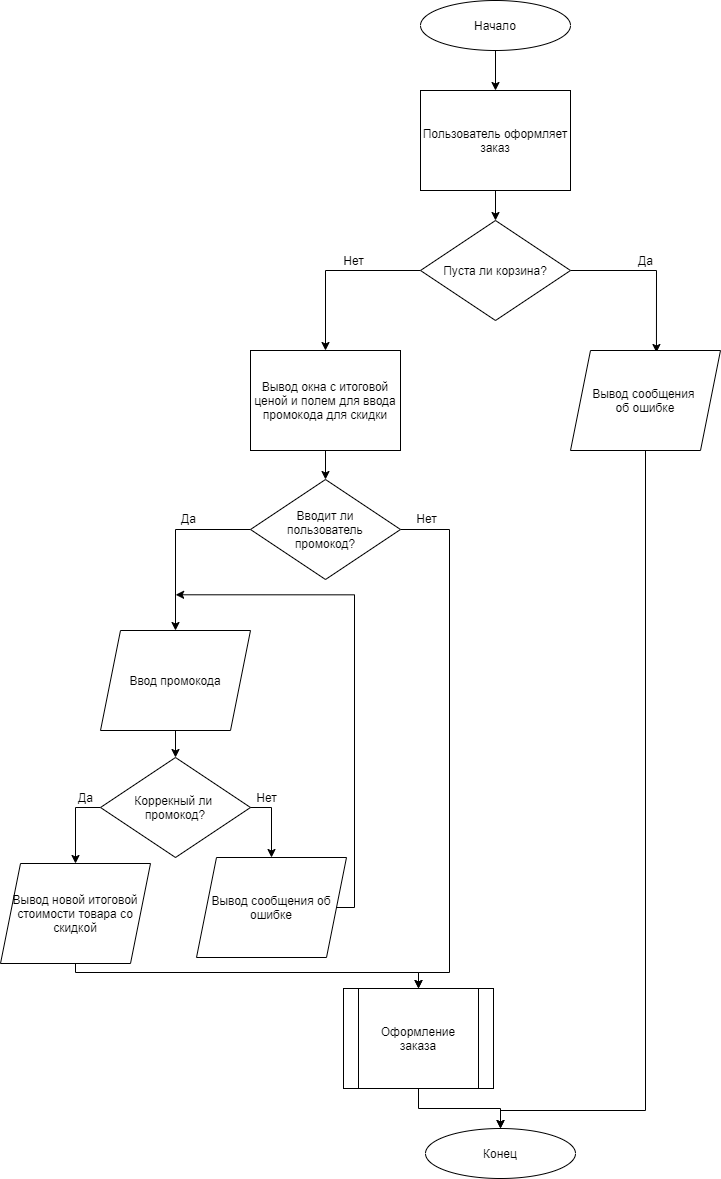 Начало
Пользователь оформляет
заказ
Пуста ли корзина?
Нет
Да
Вывод окна с итоговой
ценой и полем для ввода
промокода для скидки
Вывод сообщения
об ошибке
Вводит ли
пользователь
промокод?
Да
Нет
Ввод промокода
Коррекный ли
промокод?
Да
Нет
Вывод новой итоговой
стоимости товара со
скидкой
Вывод сообщения об
ошибке
Оформление
заказа
Конец